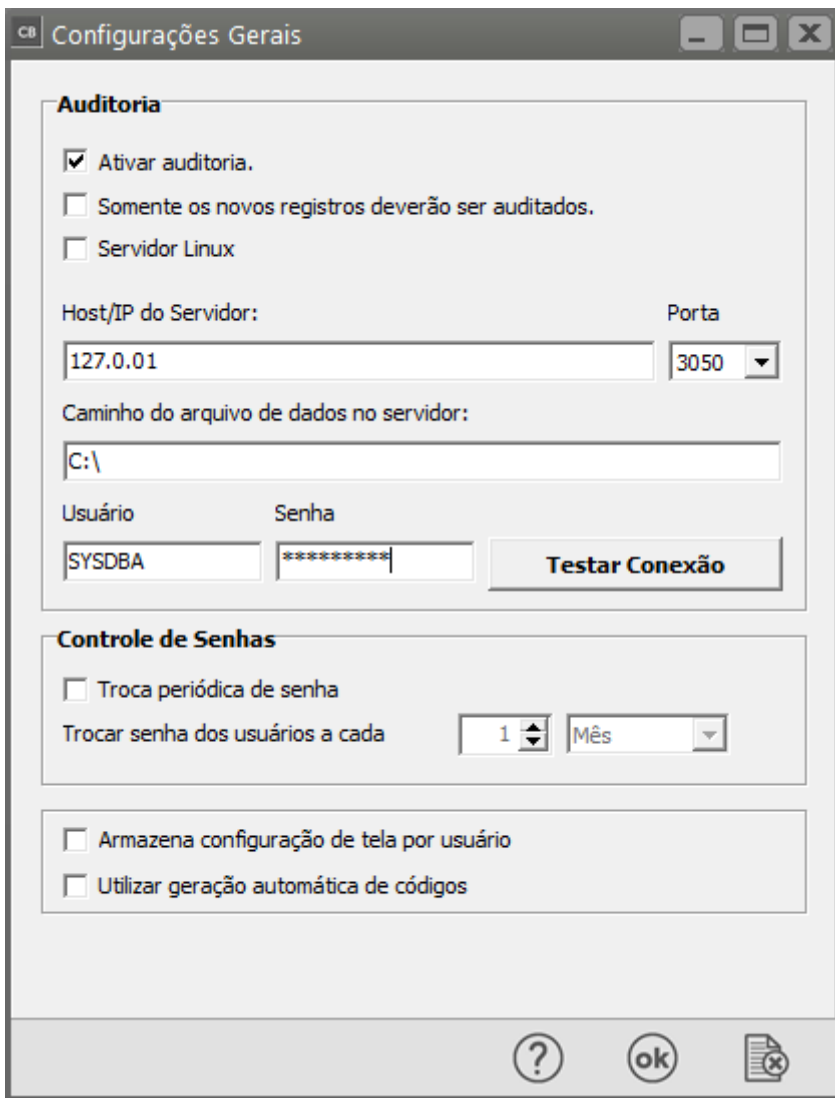 CB Configurações Gerais
Auditoria
Ativar auditoria.
Somente os novos registros deverão ser auditados.
Servidor Linux
Host/IP do Servidor: Porta
127.0.01 3050
Caminho do arquivo de dados no servidor:
C:\
Usuário Senha
SYSDBA ********* Testar Conexão
Controle de Senhas
Troca periódica de senha
Trocar senha dos usuários a cada 1 Mês
Armazena configuração de tela por usuário
Utilizar geração automática de códigos
? ok